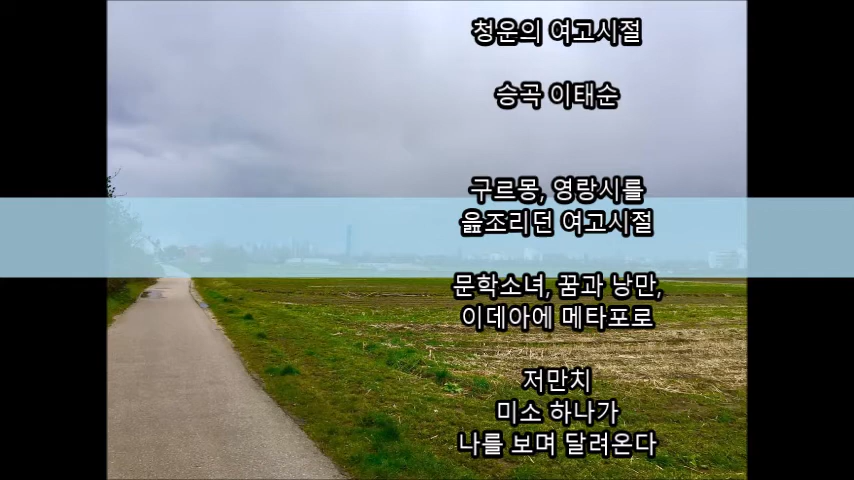 청운의 여고시절
승곡 이태순
구르몽, 영랑시를
읊조리던 여고시절
문학소녀, 꿈과 낭만,
이데아에 메타포로
저만치
미소 하나가
나를 보며 달려온다